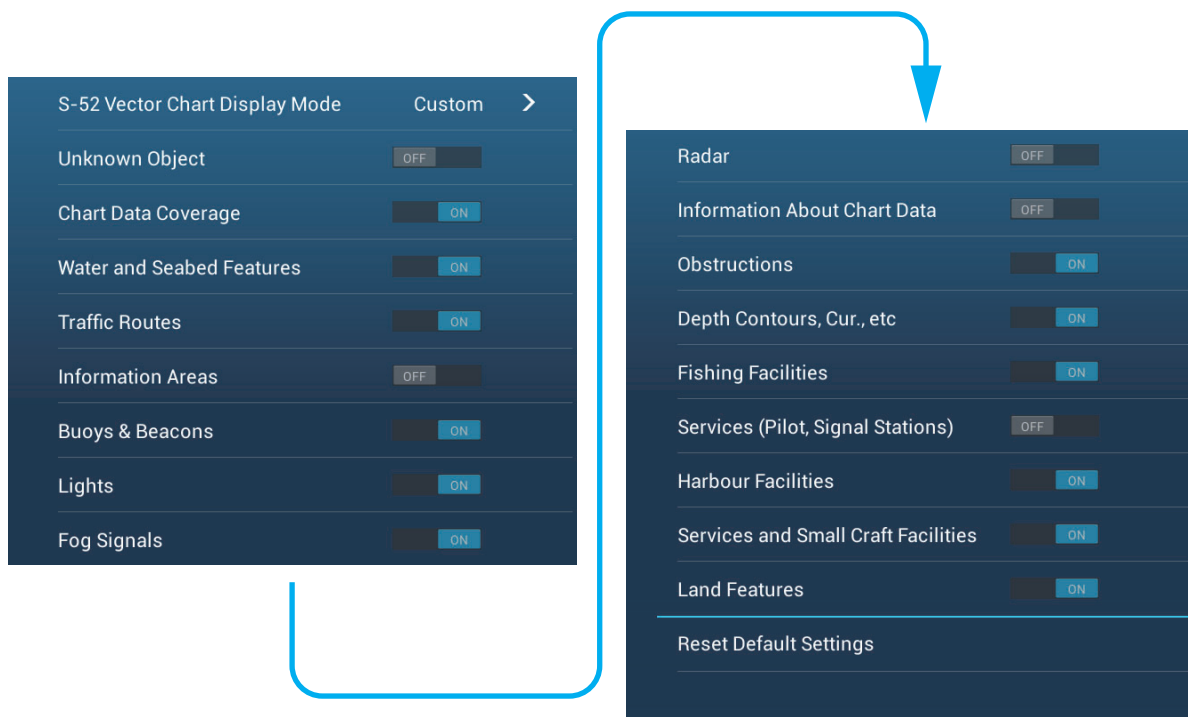 S-52 Vector Chart Display Mode Custom
Unknown Object OFF
Chart Data Coverage ON
Water and Seabed Features ON
Traffic Routes ON
Information Areas OFF
Buoys & Beacons ON
Lights ON
Fog Signals ON
Radar OFF
Information About Chart Data OFF
Obstructions ON
Depth Contours, Cur., etc ON
Fishing Facilities ON
Services (Pilot, Signal Stations) OFF
Harbour Facilities ON
Services and Small Craft Facilities ON
Land Features ON
Reset Default Settings